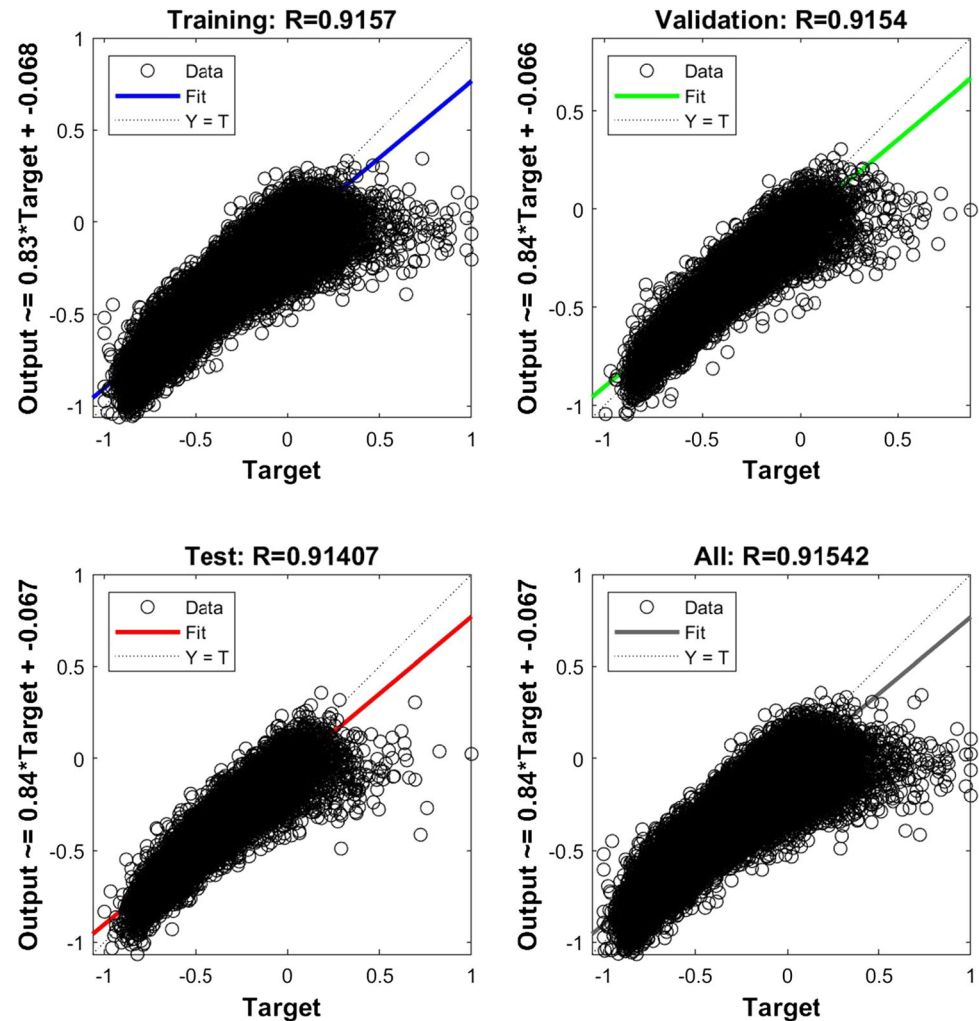 Training: R=0.9157
Output ~= 0.83*Target + -0.068
1
0.5
0
-0.5
-1
Data
Fit
Y = T
-1
-0.5
0
0.5
1
Target
Validation: R=0.9154
Output ~= 0.84*Target + -0.066
0.5
0
-0.5
-1
Data
Fit
Y = T
-1
-0.5
0
0.5
Target
Test: R=0.91407
Output ~= 0.84*Target + -0.067
1
0.5
0
-0.5
-1
Data
Fit
Y = T
-1
-0.5
0
0.5
1
Target
All: R=0.91542
Output ~= 0.84*Target + -0.067
1
0.5
0
-0.5
-1
Data
Fit
Y = T
-1
-0.5
0
0.5
1
Target